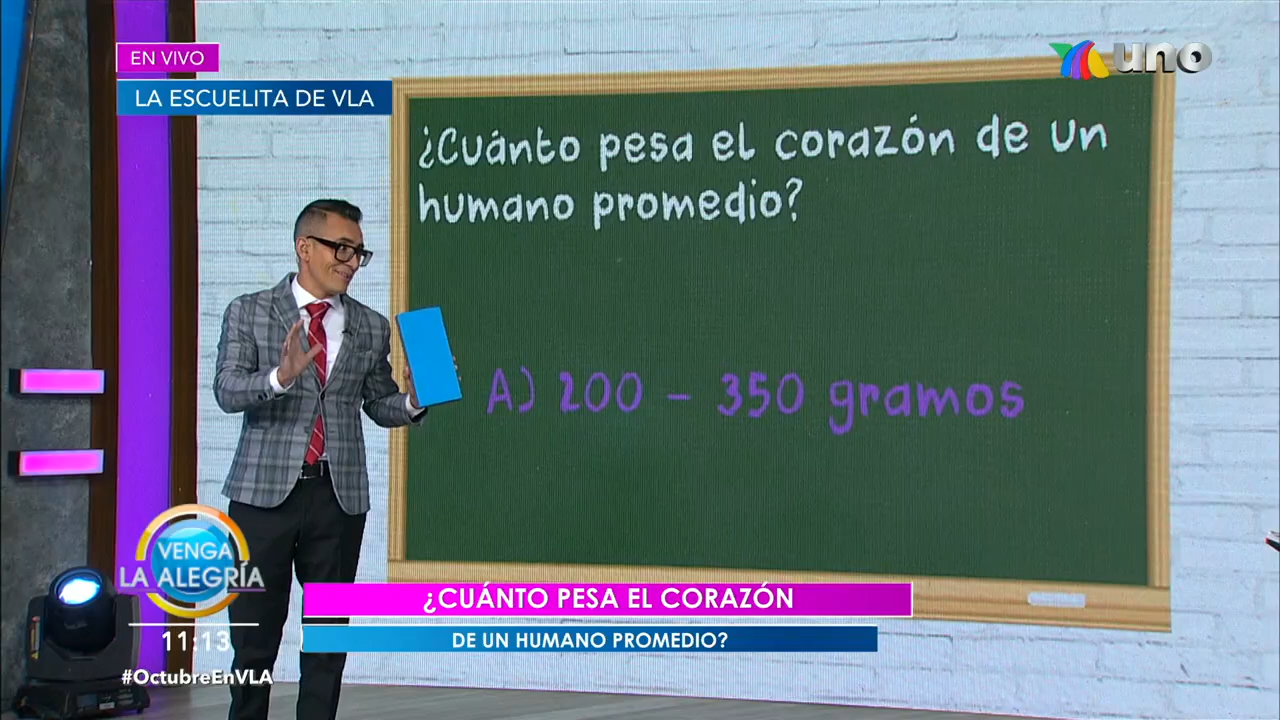 EN VIVO
LA ESCUELITA DE VLA
uno
¿Cuánto pesa el corazón de un
humano promedio?
A) 200 - 350 gramos
VENGA
LA ALEGRÍA
11:13
#OctubreEnVLA
¿CUÁNTO PESA EL CORAZÓN
DE UN HUMANO PROMEDIO?